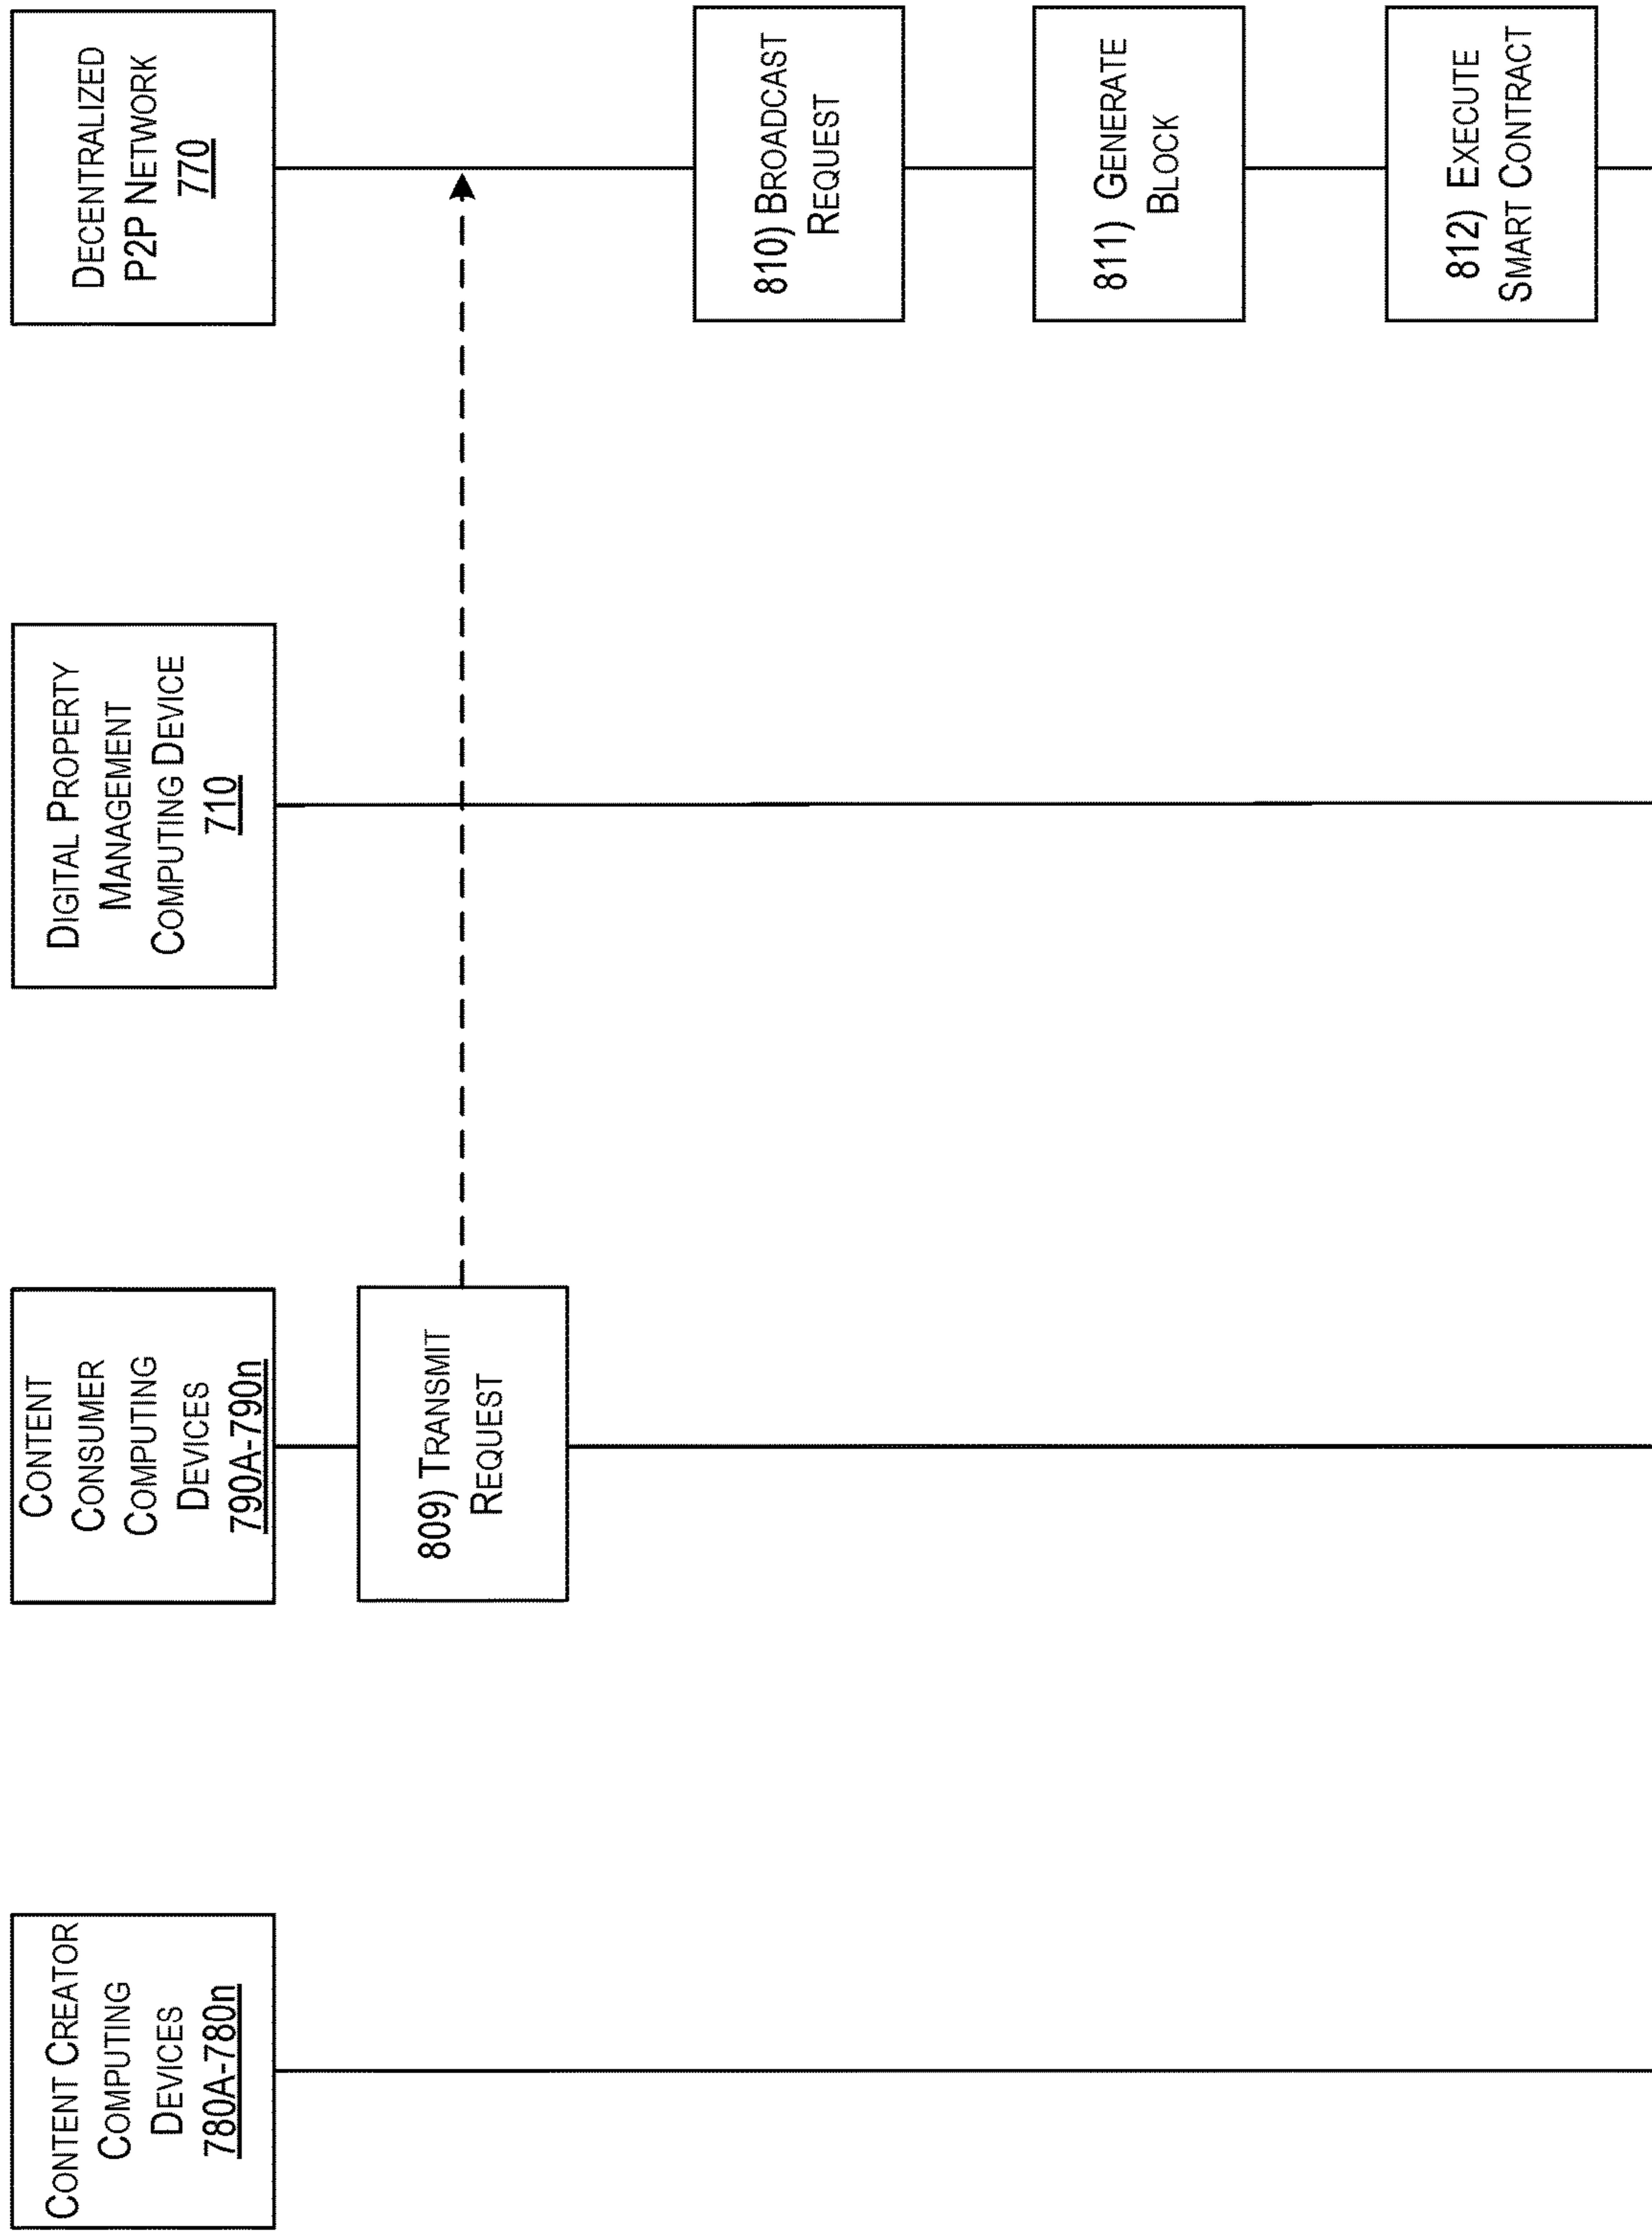 CONTENT CREATOR
COMPUTING
DEVICES
780A-780n
CONTENT
CONSUMER
COMPUTING
DEVICES
790A-790n
DIGITAL PROPERTY
MANAGEMENT
COMPUTING DEVICE
710
DECENTRALIZED
P2P NETWORK
770
809) TRANSMIT
REQUEST
810) BROADCAST
REQUEST
811) GENERATE
BLOCK
812) EXECUTE
SMART CONTRACT